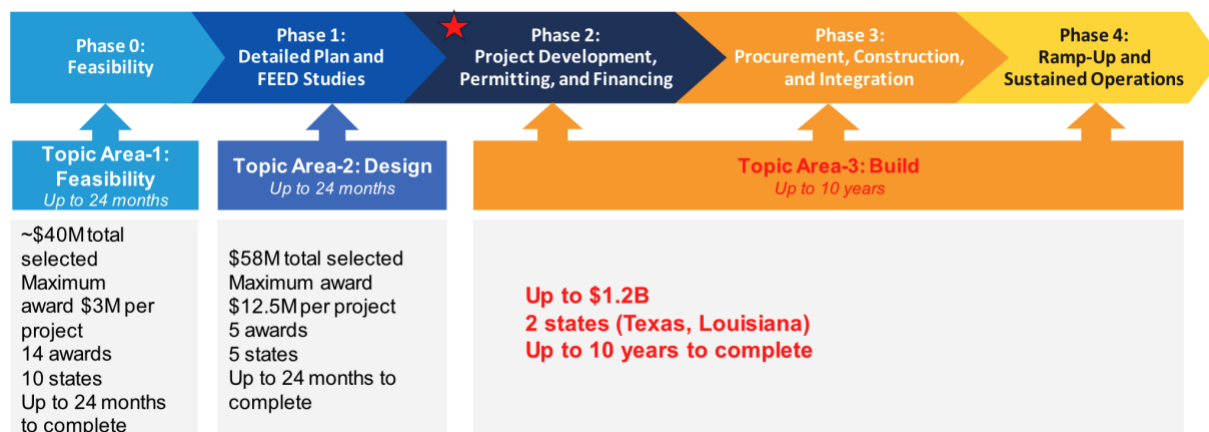 Phase 0:
Feasibility
Phase 1:
Detailed Plan and
FEED Studies
Phase 2:
Project Development,
Permitting, and Financing
Phase 3:
Procurement, Construction,
and Integration
Phase 4:
Ramp-Up and
Sustained Operations
Topic Area-1:
Feasibility
Up to 24 months
Topic Area-2: Design
Up to 24 months
Topic Area-3: Build
Up to 10 years
~$40M total
selected
Maximum
award $3M per
project
14 awards
10 states
Up to 24 months
to complete
$58M total selected
Maximum award
$12.5M per project
5 awards
5 states
Up to 24 months to
complete
Up to $1.2B
2 states (Texas, Louisiana)
Up to 10 years to complete